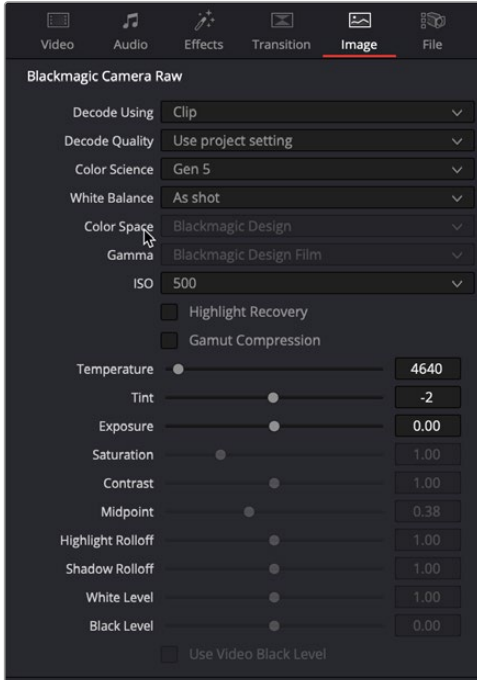 Video Audio Effects Transition Image File
Blackmagic Camera Raw
Decode Using Clip
Decode Quality Use project setting
Color Science Gen 5
White Balance As shot
Color Space Blackmagic Design
Gamma Blackmagic Design Film
ISO 500
Highlight Recovery
Gamut Compression
Temperature 4640
Tint -2
Exposure 0.00
Saturation 1.00
Contrast 1.00
Midpoint 0.38
Highlight Rolloff 1.00
Shadow Rolloff 1.00
White Level 1.00
Black Level 0.00
Use Video Black Level